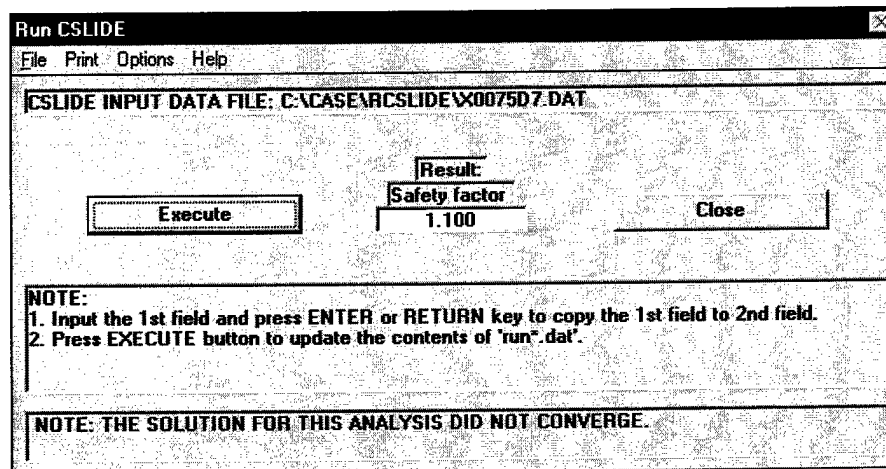 Run CSLIDE
File Print Options Help
CSLIDE INPUT DATA FILE: C:\CASE\RCSLIDE\X0075D7.DAT
Result:
Safety factor
Execute
1.100
Close
NOTE:
1. Input the 1st field and press ENTER or RETURN key to copy the 1st field to 2nd field.
2. Press EXECUTE button to update the contents of 'run*.dat'.
NOTE: THE SOLUTION FOR THIS ANALYSIS DID NOT CONVERGE.